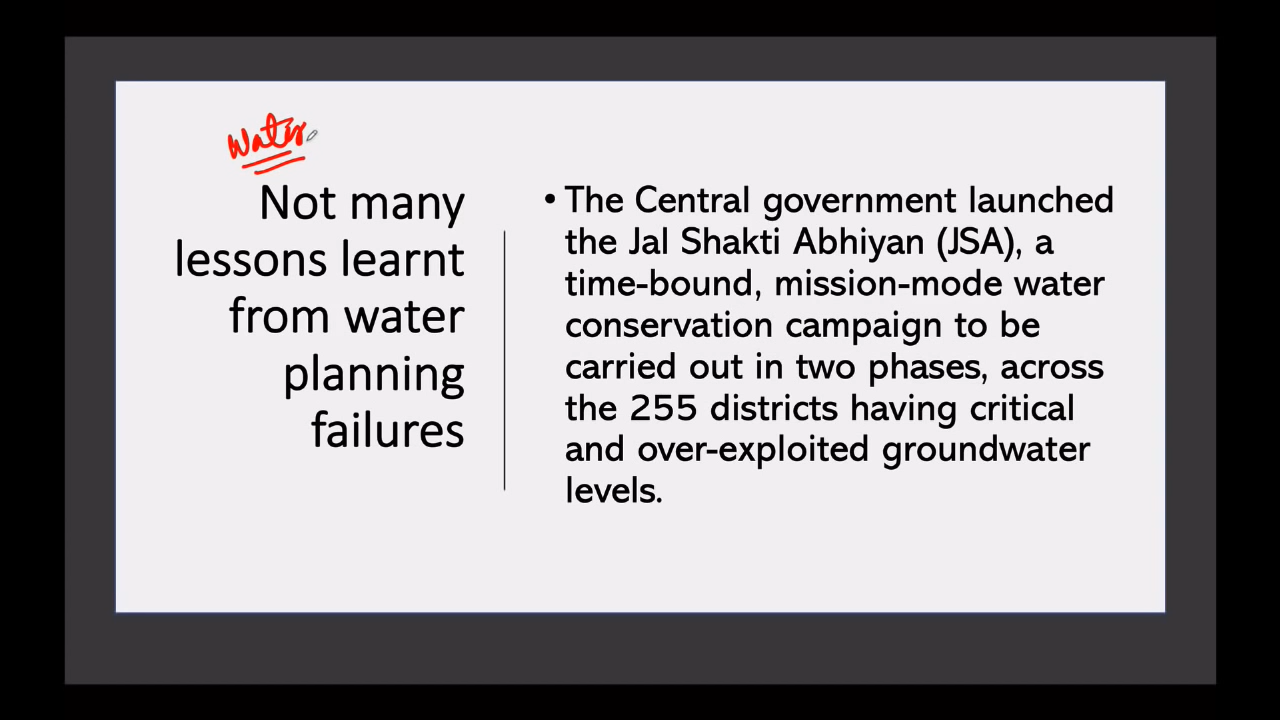 Water
Not many
lessons learnt
from water
planning
failures
• The Central government launched
the Jal Shakti Abhiyan (JSA), a
time-bound, mission-mode water
conservation campaign to be
carried out in two phases, across
the 255 districts having critical
and over-exploited groundwater
levels.